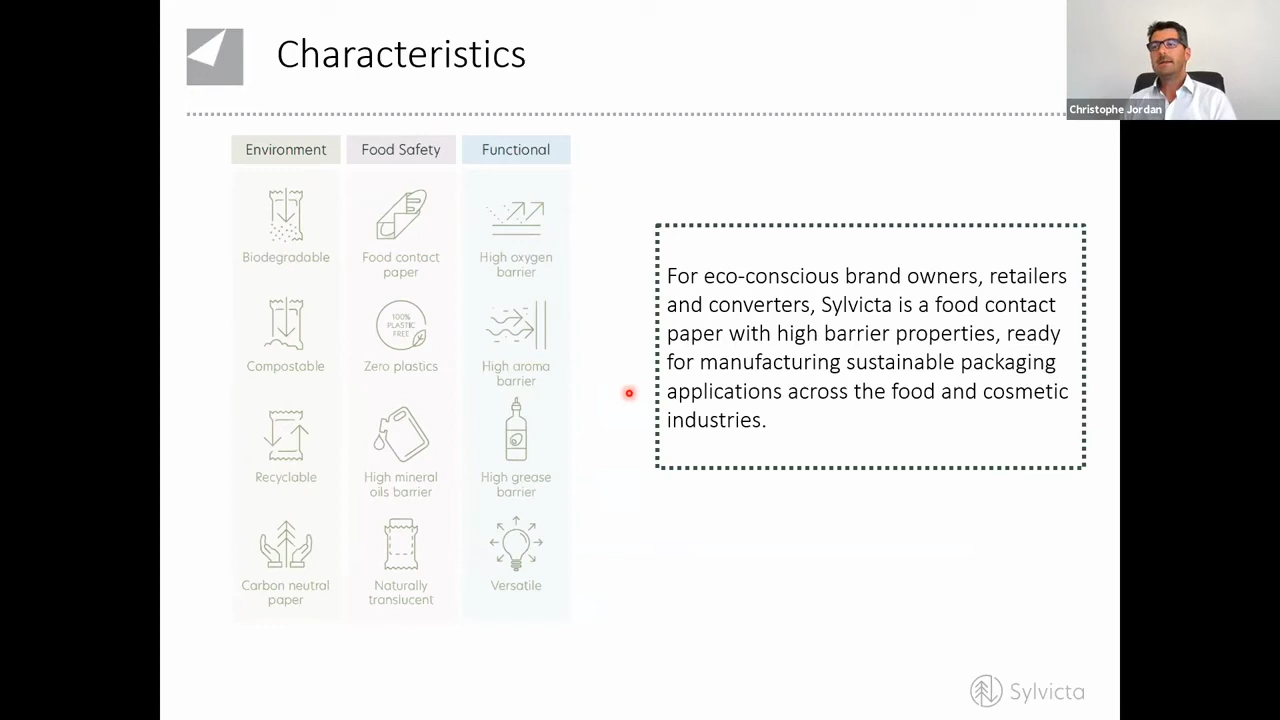 Characteristics
Christophe Jordan
Environment
Food Safety
Functional
Biodegradable
Food contact
paper
High oxygen
barrier
100%
PLASTIC
FREE
Compostable
Zero plastics
High aroma
barrier
Recyclable
High mineral
oils barrier
High grease
barrier
Carbon neutral
paper
Naturally
translucent
Versatile
For eco-conscious brand owners, retailers
and converters, Sylvicta is a food contact
paper with high barrier properties, ready
for manufacturing sustainable packaging
applications across the food and cosmetic
industries.
Sylvicta